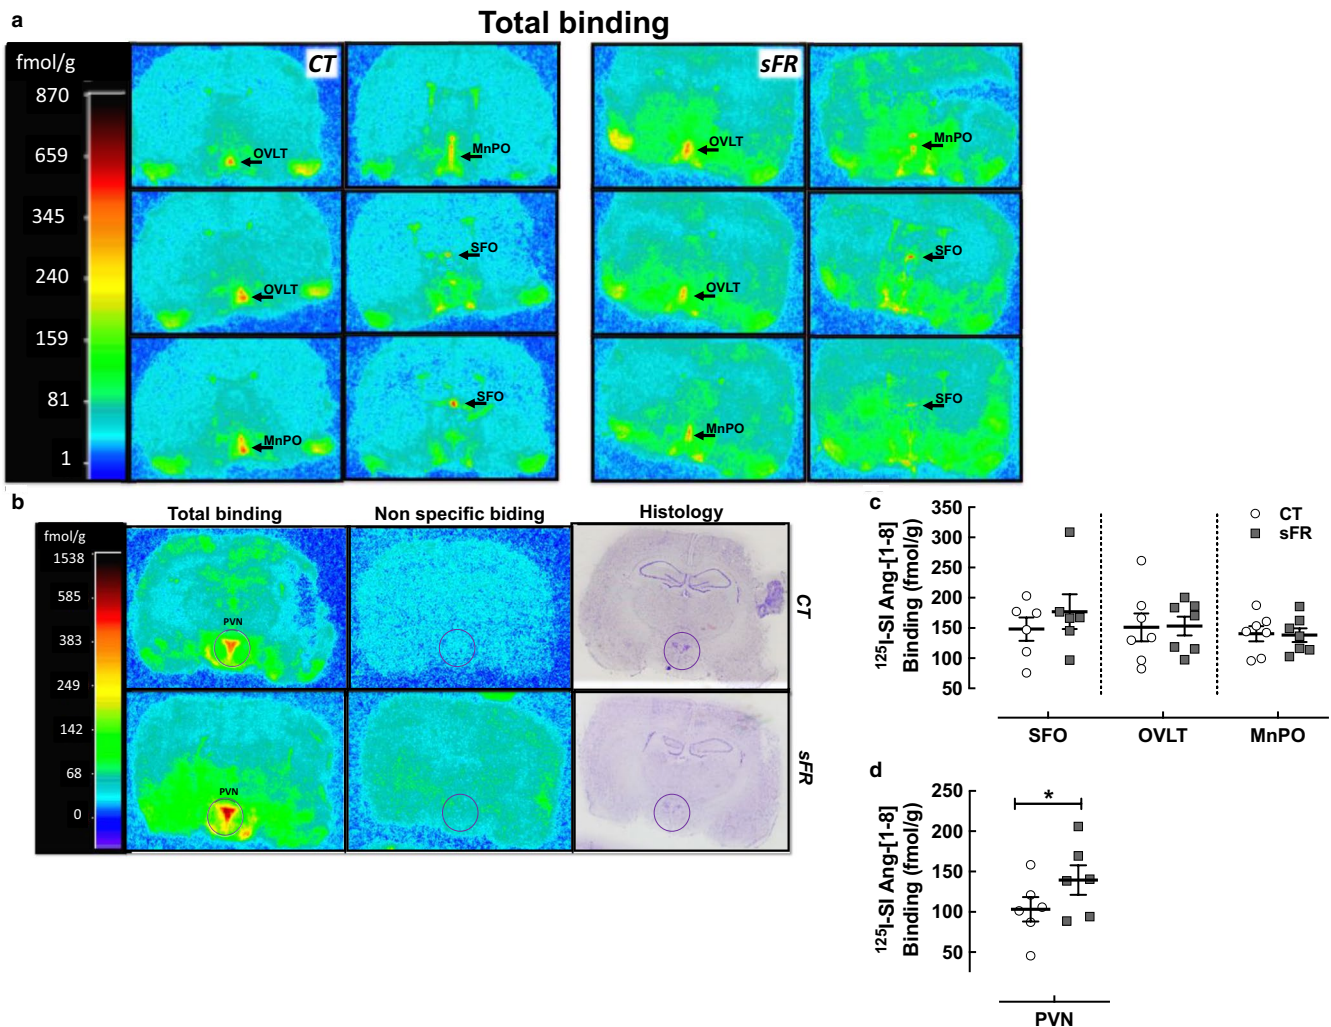 a
Total binding
fmol/g
870
659
345
240
159
81
1
CT
OVLT
MnPO
OVLT
SFO
MnPO
SFO
sFR
OVLT
MnPO
OVLT
SFO
MnPO
SFO
b
Total binding
Non specific biding
Histology
fmol/g
1538
585
383
249
142
68
0
PVN
CT
PVN
sFR
c
CT
sFR
¹²⁵I-SI Ang-[1-8]
Binding (fmol/g)
350
300
250
200
150
100
50
SFO OVLT MnPO
d
*
¹²⁵I-SI Ang-[1-8]
Binding (fmol/g)
250
200
150
100
50
PVN